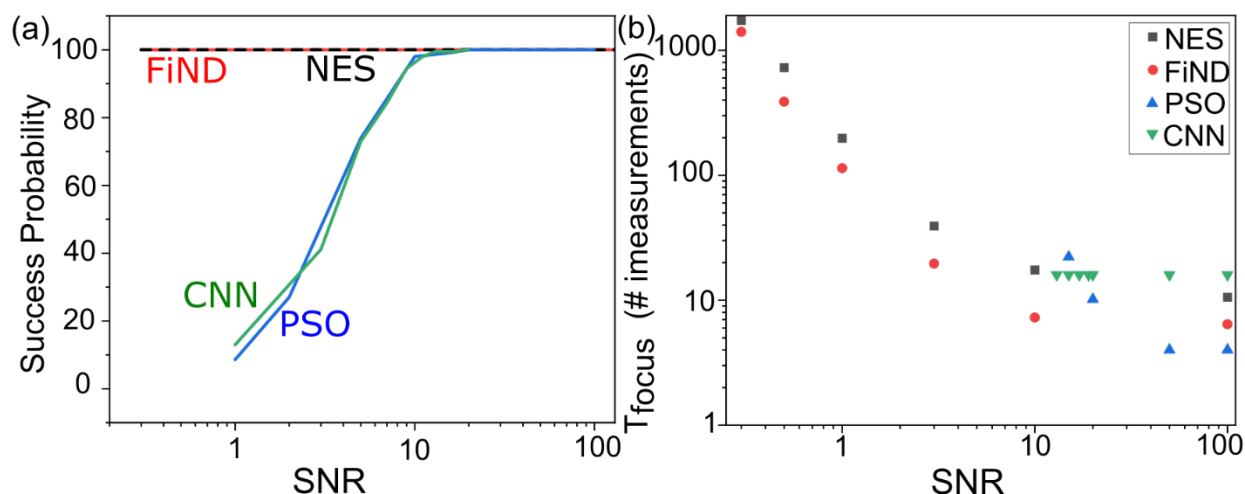 (a)
100
80
60
40
20
0
Success Probability
FiND
NES
CNN
PSO
1
10
100
SNR
(b)
1000
100
10
1
Tfocus (# imeasurements)
NES
FiND
PSO
CNN
1
10
100
SNR